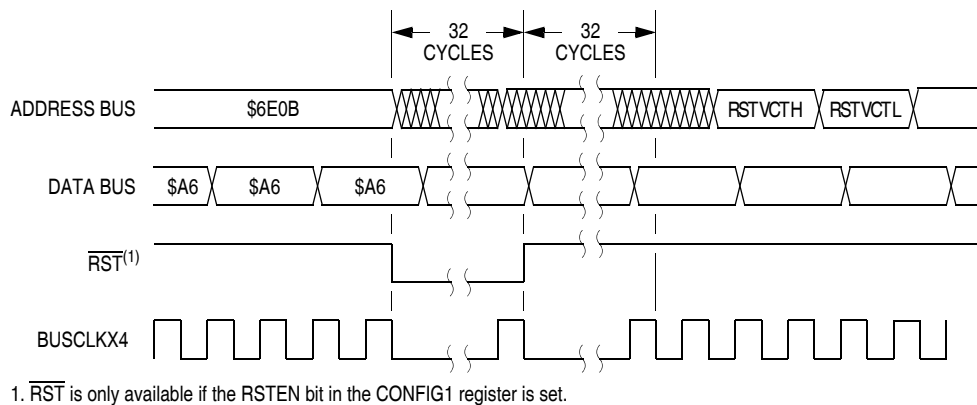 32
CYCLES
32
CYCLES
ADDRESS BUS
$6E0B
RSTVCTH
RSTVCTL
DATA BUS
$A6
$A6
$A6
RST(1)
BUSCLKX4
1. RST is only available if the RSTEN bit in the CONFIG1 register is set.